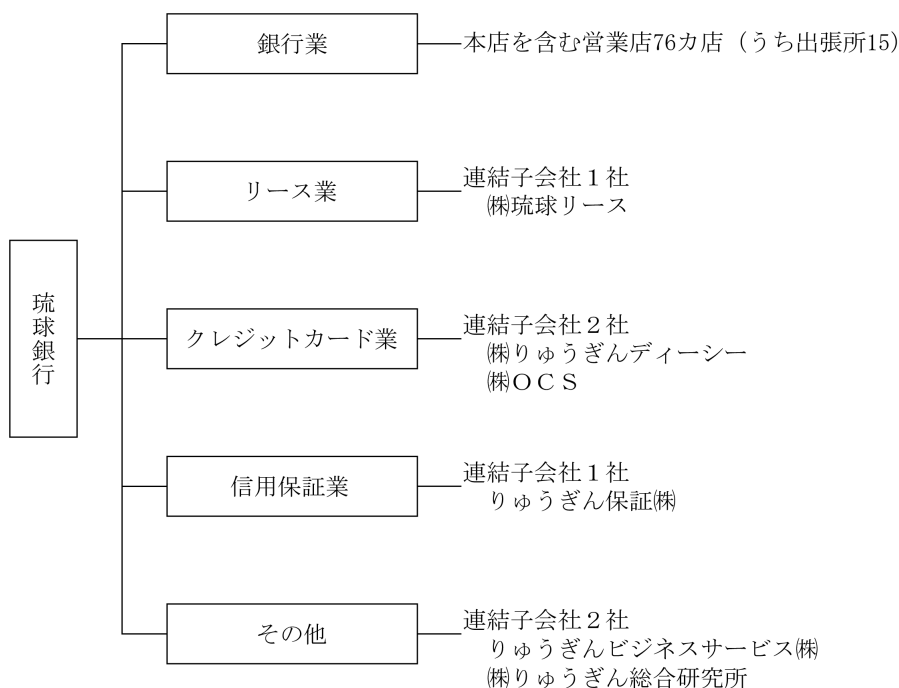 琉球銀行
銀行業
本店を含む営業店76カ店（うち出張所15）
リース業
連結子会社１社
㈱琉球リース
クレジットカード業
連結子会社２社
㈱りゅうぎんディーシー
㈱ＯＣＳ
信用保証業
連結子会社１社
りゅうぎん保証㈱
その他
連結子会社２社
りゅうぎんビジネスサービス㈱
㈱りゅうぎん総合研究所